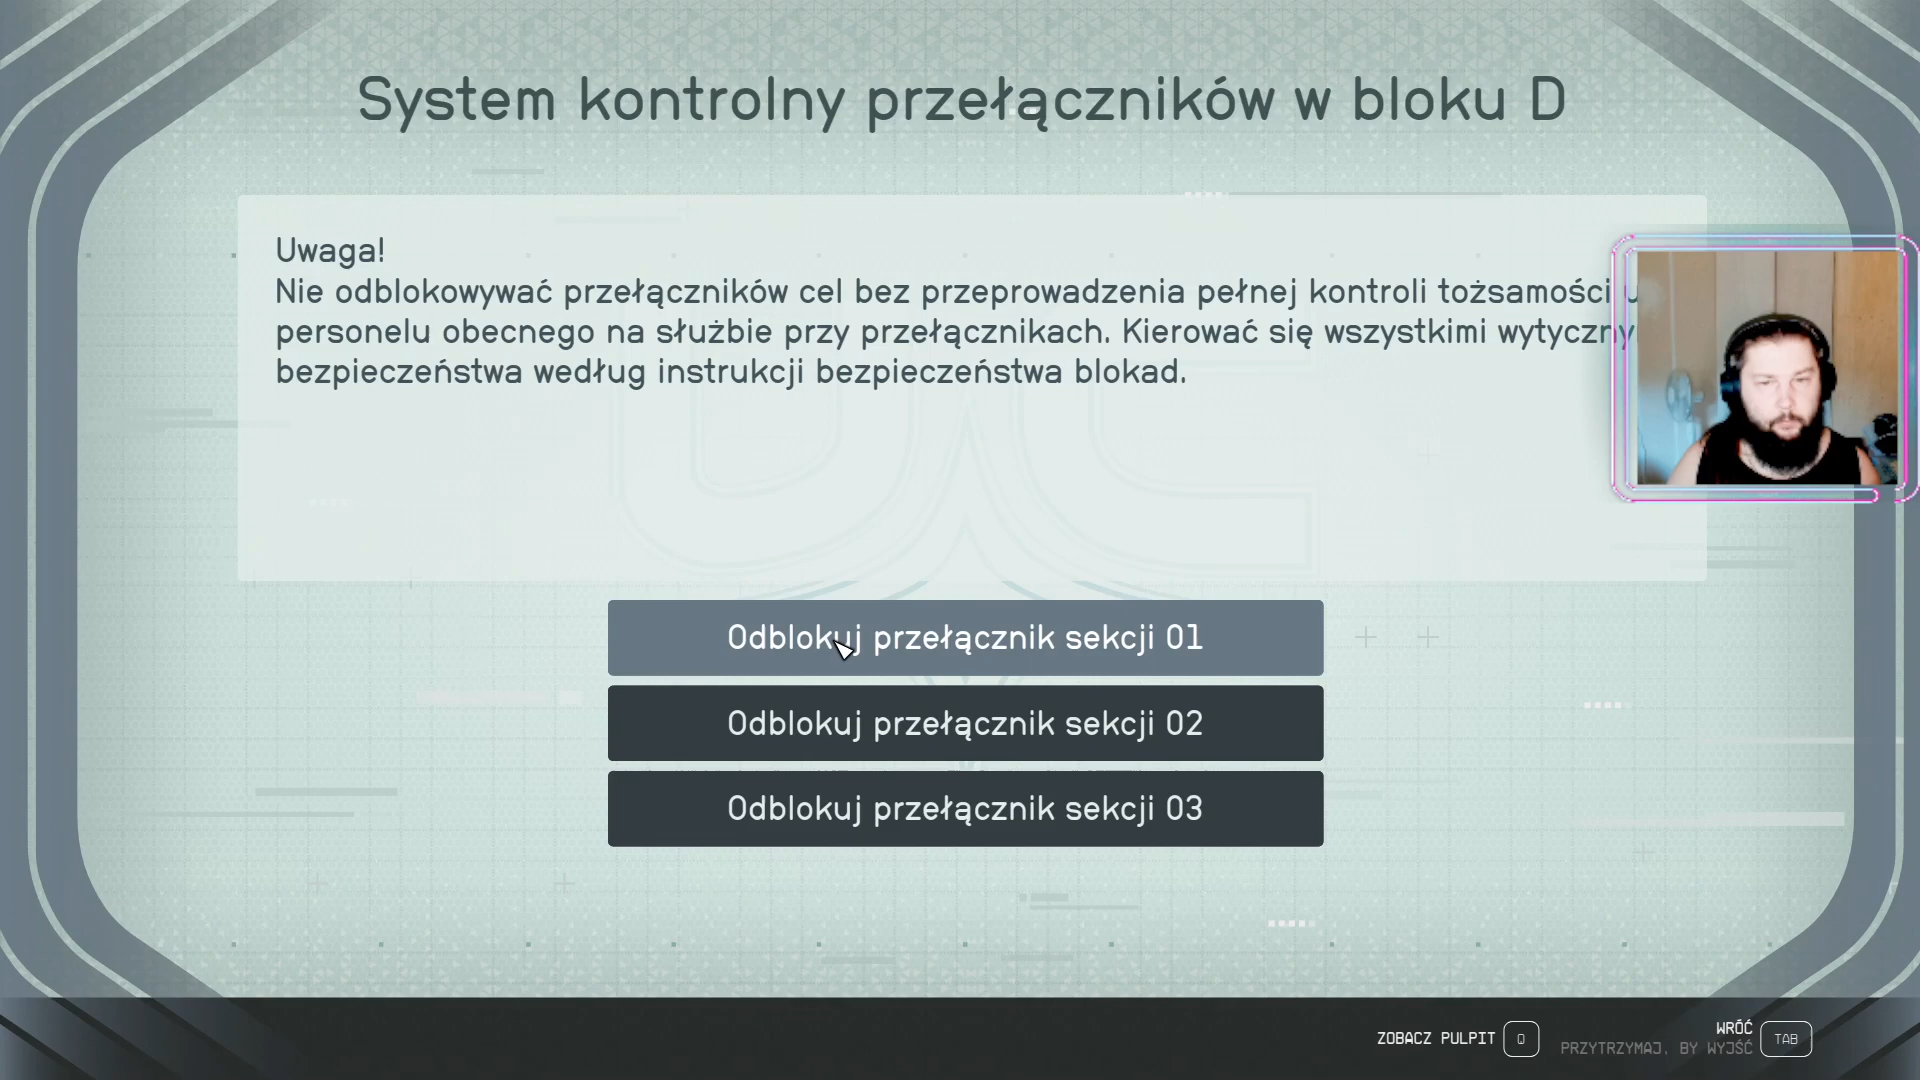 System kontrolny przełączników w bloku D
Uwaga!
Nie odblokowywać przełączników cel bez przeprowadzenia pełnej kontroli tożsamości u
personelu obecnego na służbie przy przełącznikach. Kierować się wszystkimi
bezpieczeństwa według instrukcji bezpieczeństwa blokad.
Odblokuj przełącznik sekcji 01
Odblokuj przełącznik sekcji 02
Odblokuj przełącznik sekcji 03
ZOBACZ PULPIT Q
WRÓĆ
PRZYTRZYMAJ, BY WYJŚĆ TAB